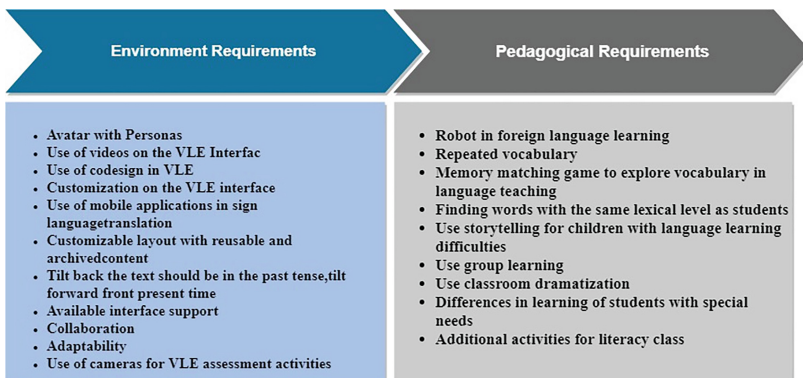 Environment Requirements
Pedagogical Requirements
• Avatar with Personas
• Use of videos on the VLE Interfac
• Use of codesign in VLE
• Customization on the VLE interface
• Use of mobile applications in sign
languagetranslation
• Customizable layout with reusable and
archivedcontent
• Tilt back the text should be in the past tense,tilt
forward front present time
• Available interface support
• Collaboration
• Adaptability
• Use of cameras for VLE assessment activities
• Robot in foreign language learning
• Repeated vocabulary
• Memory matching game to explore vocabulary in
language teaching
• Finding words with the same lexical level as students
• Use storytelling for children with language learning
difficulties
• Use group learning
• Use classroom dramatization
• Differences in learning of students with special
needs
• Additional activities for literacy class